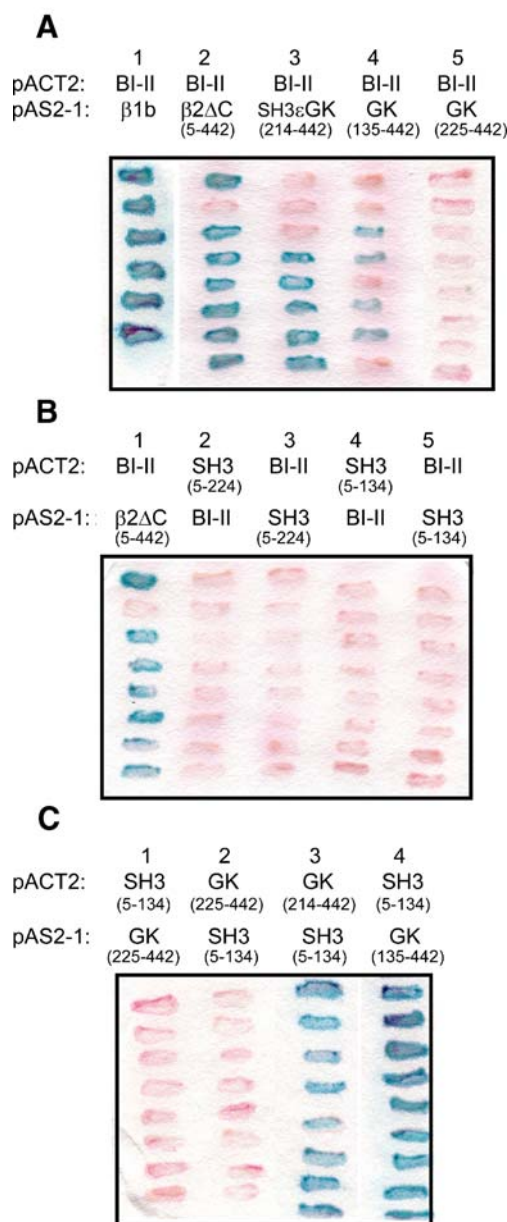 A
1 2 3 4 5
pACT2: BI-II BI-II BI-II BI-II BI-II
pAS2-1: β1b β2ΔC SH3εGK GK GK
(5-442) (214-442) (135-442) (225-442)
B
1 2 3 4 5
pACT2: BI-II SH3 BI-II SH3 BI-II
(5-224) (5-134)
pAS2-1: β2ΔC BI-II SH3 BI-II SH3
(5-442) (5-224) (5-134)
C
1 2 3 4
pACT2: SH3 GK GK SH3
(5-134) (225-442) (214-442) (5-134)
pAS2-1: GK SH3 SH3 GK
(225-442) (5-134) (5-134) (135-442)